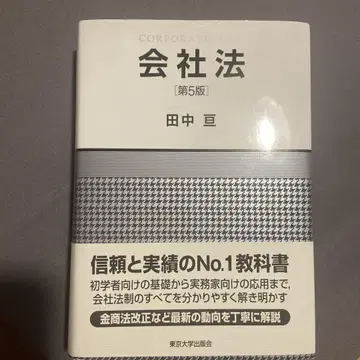 CORPORATE
会社法
[第5版]
田中 亘
信頼と実績のNo.1教科書
初学者向けの基礎から実務家向けの応用まで,
会社法制のすべてを分かりやすく解き明かす
金商法改正など最新の動向を丁寧に解説
東京大学出版会